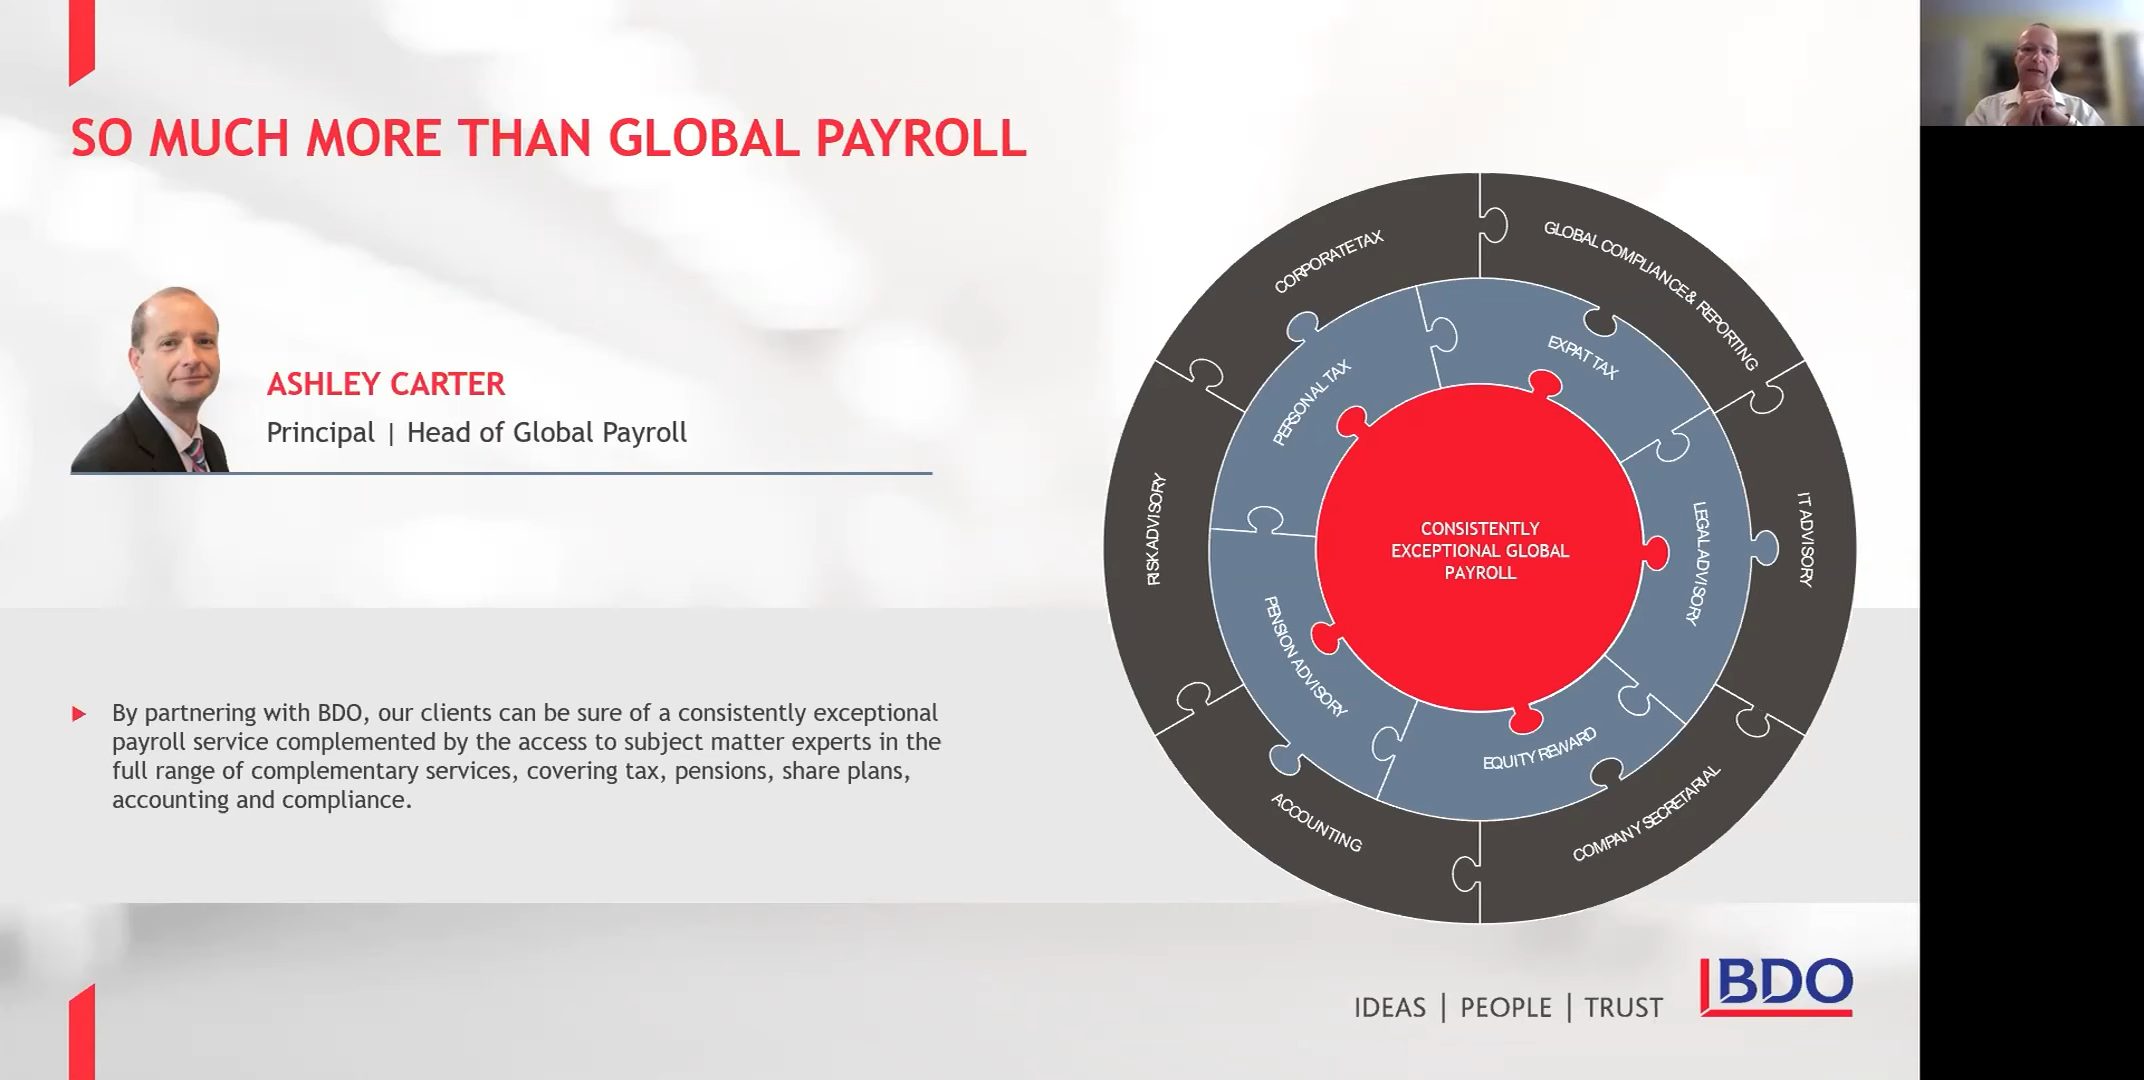 SO MUCH MORE THAN GLOBAL PAYROLL
ASHLEY CARTER
Principal | Head of Global Payroll
By partnering with BDO, our clients can be sure of a consistently exceptional
payroll service complemented by the access to subject matter experts in the
full range of complementary services, covering tax, pensions, share plans,
accounting and compliance.
CORPORATE TAX
GLOBAL COMPLIANCE & REPORTING
IT ADVISORY
COMPANY SECRETARIAL
ACCOUNTING
RISK ADVISORY
PERSONAL TAX
EXPAT TAX
LEGAL ADVISORY
EQUITY REWARD
PENSION ADVISORY
CONSISTENTLY
EXCEPTIONAL GLOBAL
PAYROLL
IDEAS | PEOPLE | TRUST
BDO